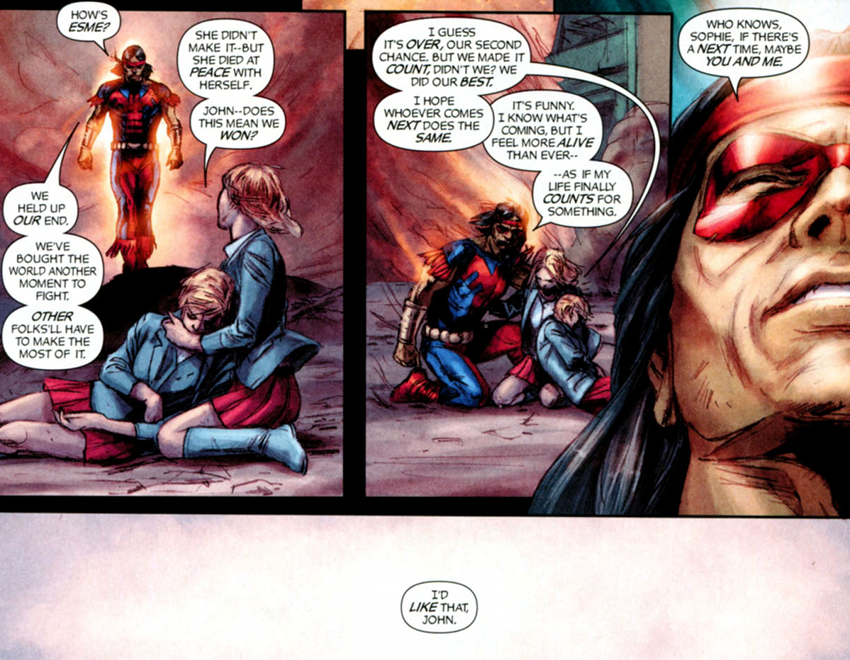 HOW'S
ESME?
SHE DIDN'T
MAKE IT--BUT
SHE DIED AT
PEACE WITH
HERSELF.
JOHN--DOES
THIS MEAN WE
WON?
WE
HELD UP
OUR END.
WE'VE
BOUGHT THE
WORLD ANOTHER
MOMENT TO
FIGHT.
OTHER
FOLKS'LL HAVE
TO MAKE THE
MOST OF IT.
I GUESS
IT'S OVER, OUR SECOND
CHANCE. BUT WE MADE IT
COUNT, DIDN'T WE? WE
DID OUR BEST.
I HOPE
WHOEVER COMES
NEXT DOES THE
SAME.
IT'S FUNNY.
I KNOW WHAT'S
COMING, BUT I
FEEL MORE ALIVE
THAN EVER--
--AS IF MY
LIFE FINALLY
COUNTS FOR
SOMETHING.
WHO KNOWS,
SOPHIE, IF THERE'S
A NEXT TIME, MAYBE
YOU AND ME.
I'D
LIKE THAT,
JOHN.